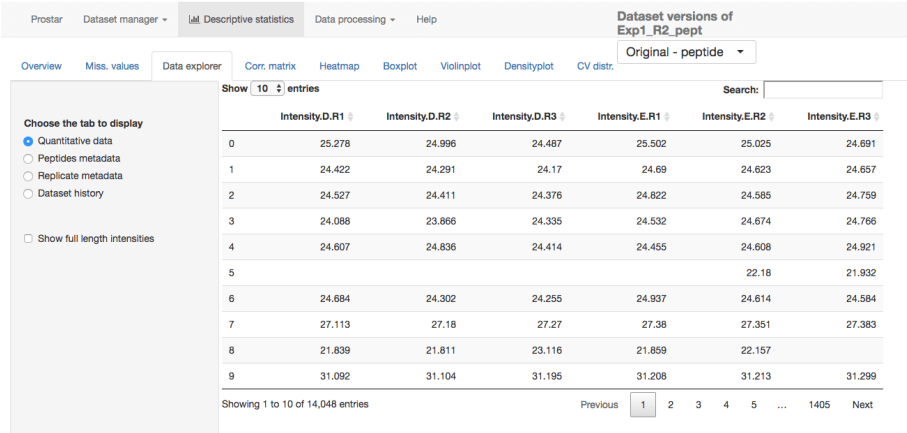 Prostar Dataset manager Descriptive statistics Data processing Help
Dataset versions of
Exp1_R2_pept
Original - peptide
Overview Miss. values Data explorer Corr. matrix Heatmap Boxplot Violinplot Densityplot CV distr.
Choose the tab to display
Quantitative data
Peptides metadata
Replicate metadata
Dataset history
Show full length intensities
Show 10 entries Search:
Intensity.D.R1 Intensity.D.R2 Intensity.D.R3 Intensity.E.R1 Intensity.E.R2 Intensity.E.R3
0 25.278 24.996 24.487 25.502 25.025 24.691
1 24.422 24.291 24.17 24.69 24.623 24.657
2 24.527 24.411 24.376 24.822 24.585 24.759
3 24.088 23.866 24.335 24.532 24.674 24.766
4 24.607 24.836 24.414 24.455 24.608 24.921
5 22.18 21.932
6 24.684 24.302 24.255 24.937 24.614 24.584
7 27.113 27.18 27.27 27.38 27.351 27.383
8 21.839 21.811 23.116 21.859 22.157
9 31.092 31.104 31.195 31.208 31.213 31.299
Showing 1 to 10 of 14,048 entries Previous 1 2 3 4 5 … 1405 Next